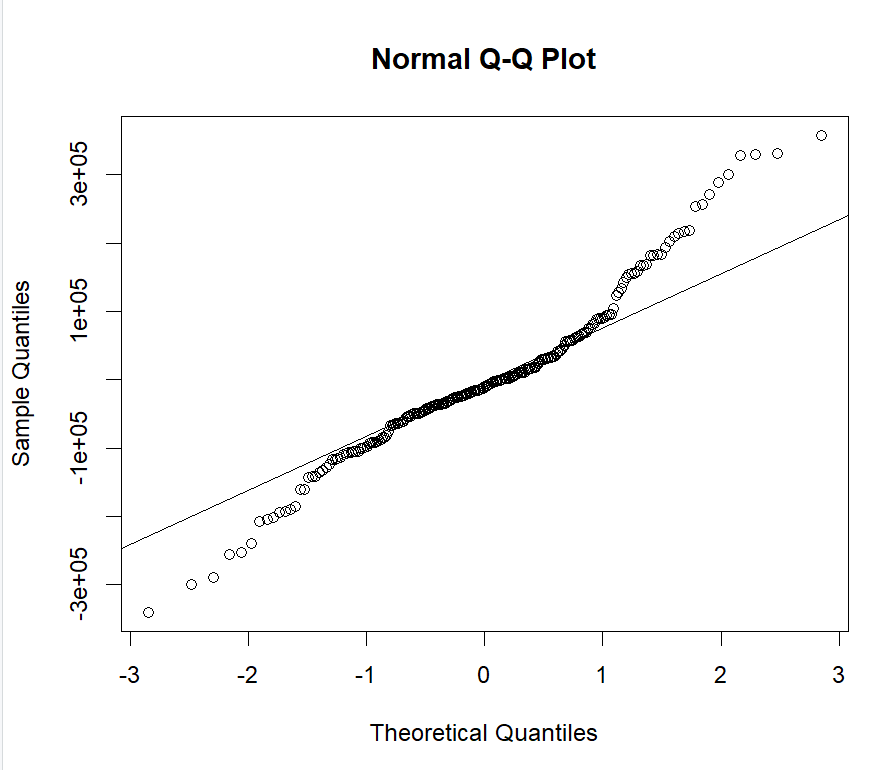 Normal Q-Q Plot
Sample Quantiles
3e+05
1e+05
-1e+05
-3e+05
-3 -2 -1 0 1 2 3
Theoretical Quantiles